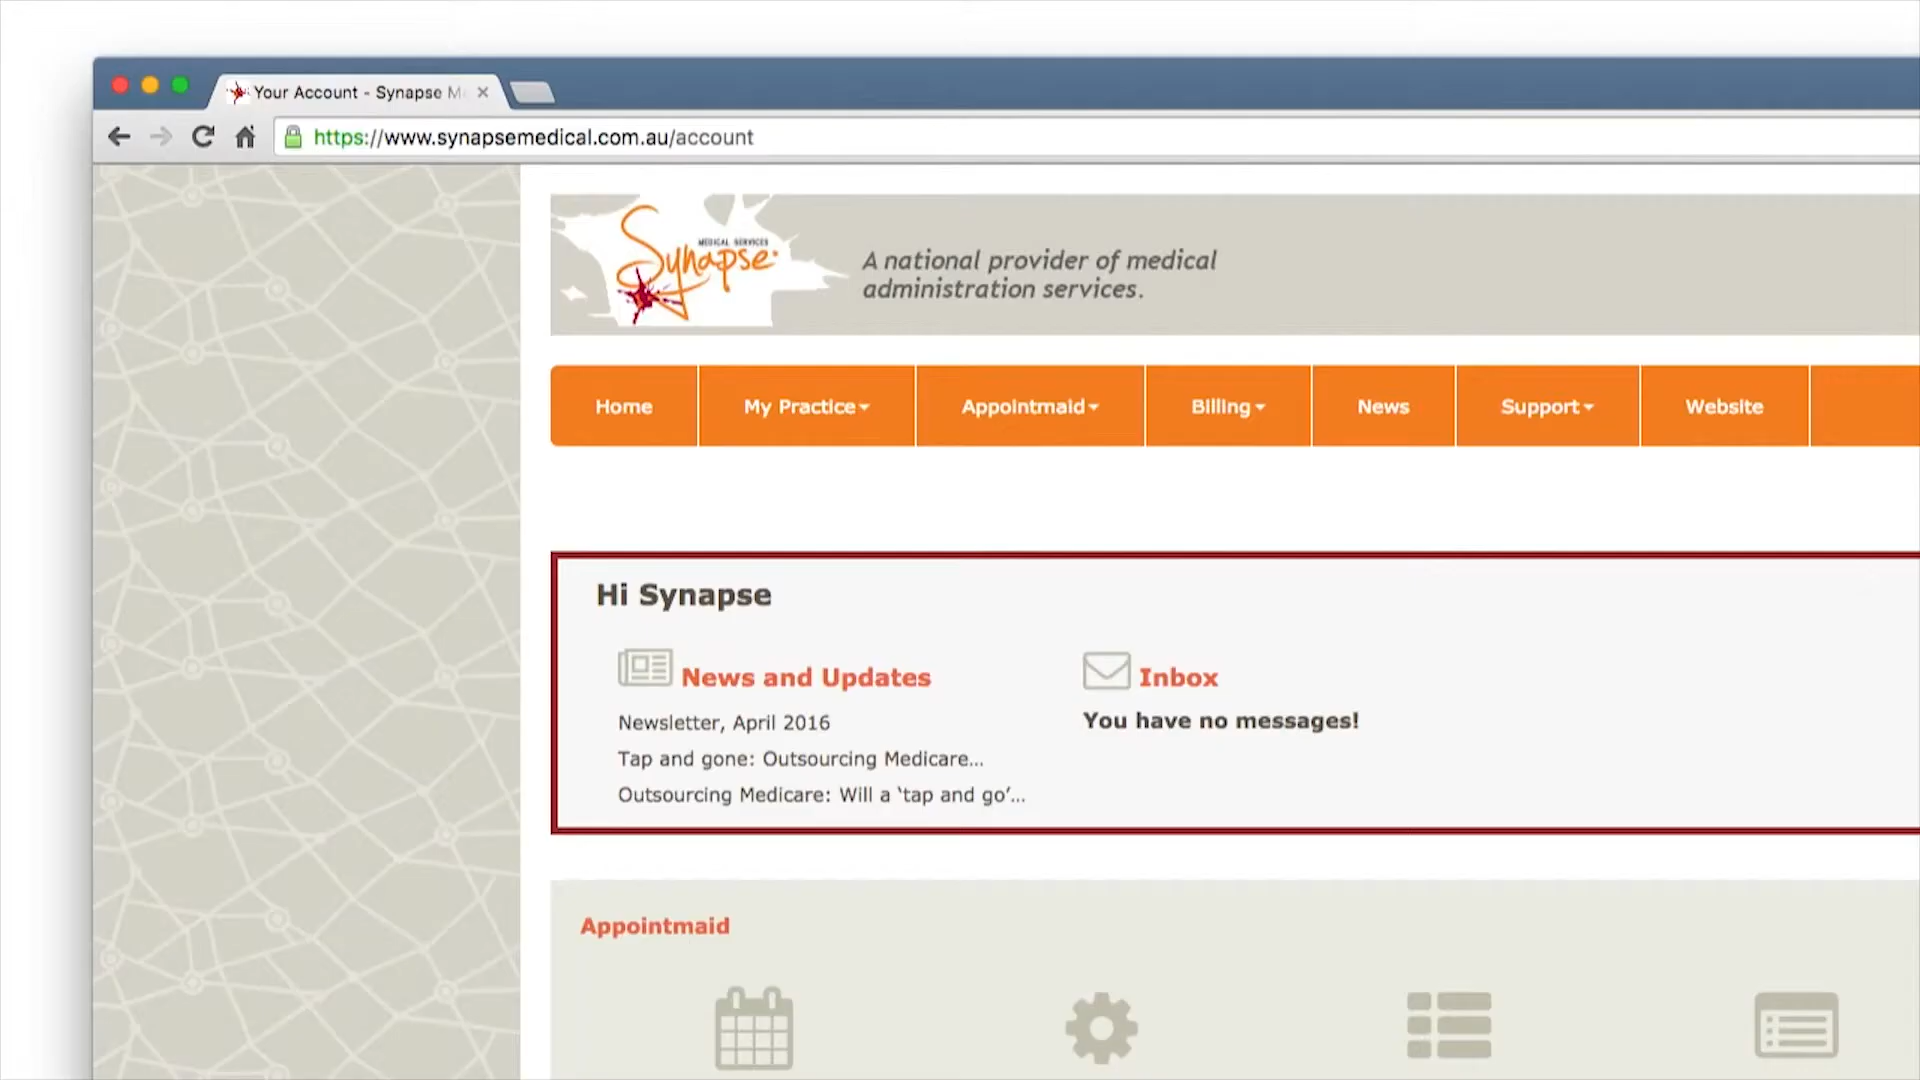 Your Account - Synapse M
https://www.synapsemedical.com.au/account
MEDICAL SERVICES
Synapse
A national provider of medical
administration services.
Home
My Practice
Appointmaid
Billing
News
Support
Website
Hi Synapse
News and Updates
Newsletter, April 2016
Tap and gone: Outsourcing Medicare...
Outsourcing Medicare: Will a ‘tap and go’...
Inbox
You have no messages!
Appointmaid